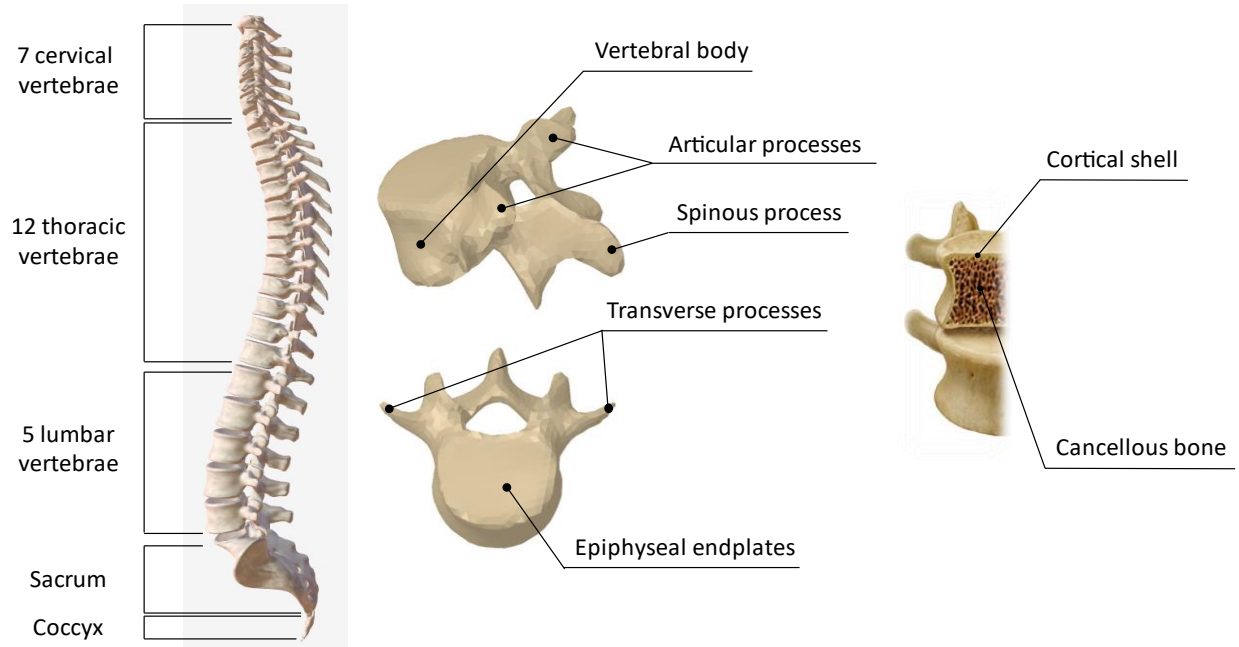 7 cervical
vertebrae
12 thoracic
vertebrae
5 lumbar
vertebrae
Sacrum
Coccyx
Vertebral body
Articular processes
Spinous process
Transverse processes
Epiphyseal endplates
Cortical shell
Cancellous bone